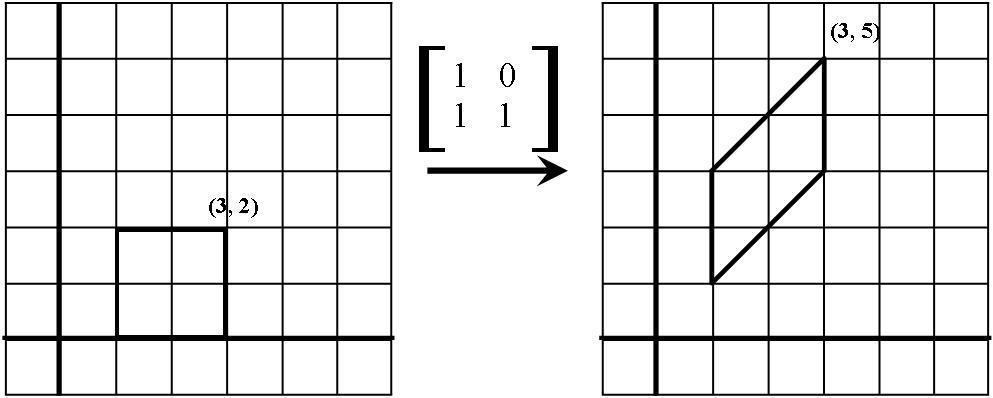 (3, 2)
1 0
1 1
(3, 5)